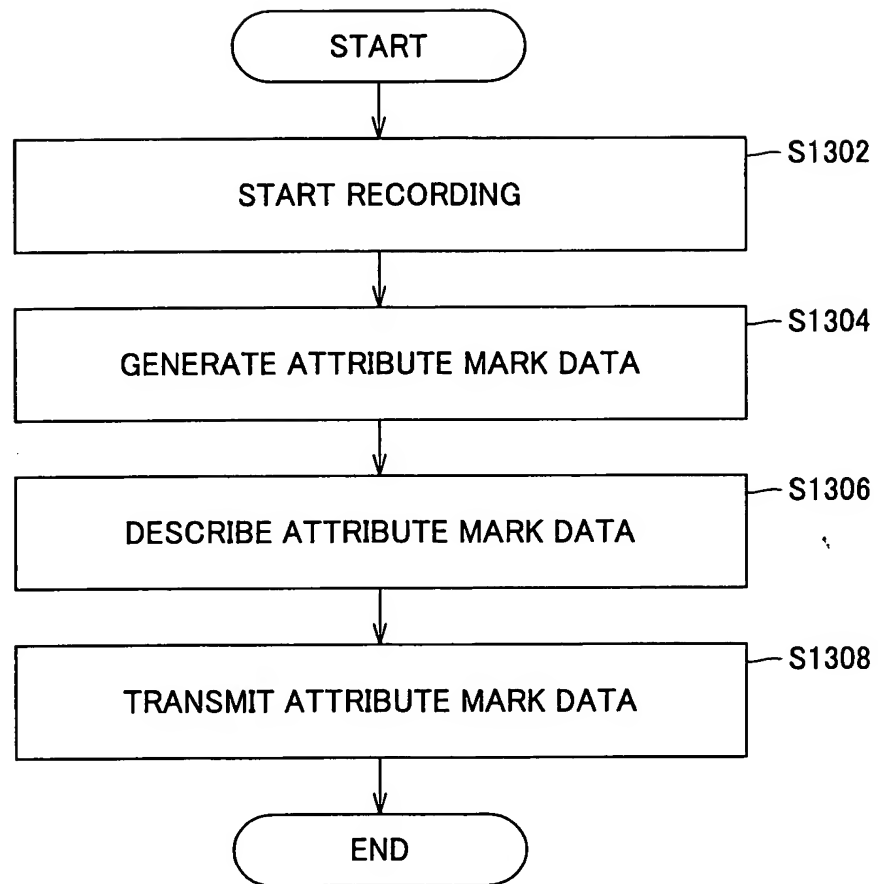 START
START RECORDING
S1302
GENERATE ATTRIBUTE MARK DATA
S1304
DESCRIBE ATTRIBUTE MARK DATA
S1306
TRANSMIT ATTRIBUTE MARK DATA
S1308
END